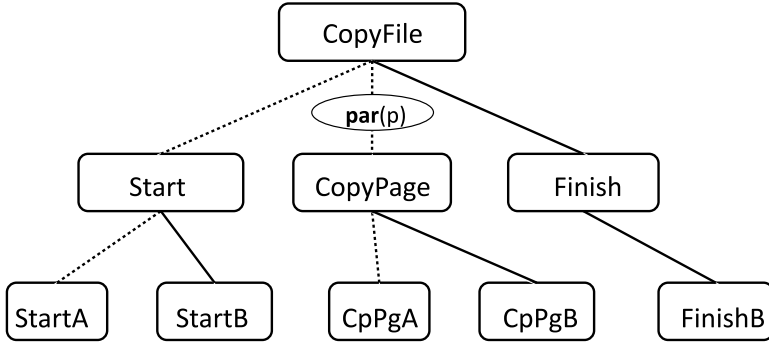 CopyFile
par(p)
Start
CopyPage
Finish
StartA
StartB
CpPgA
CpPgB
FinishB